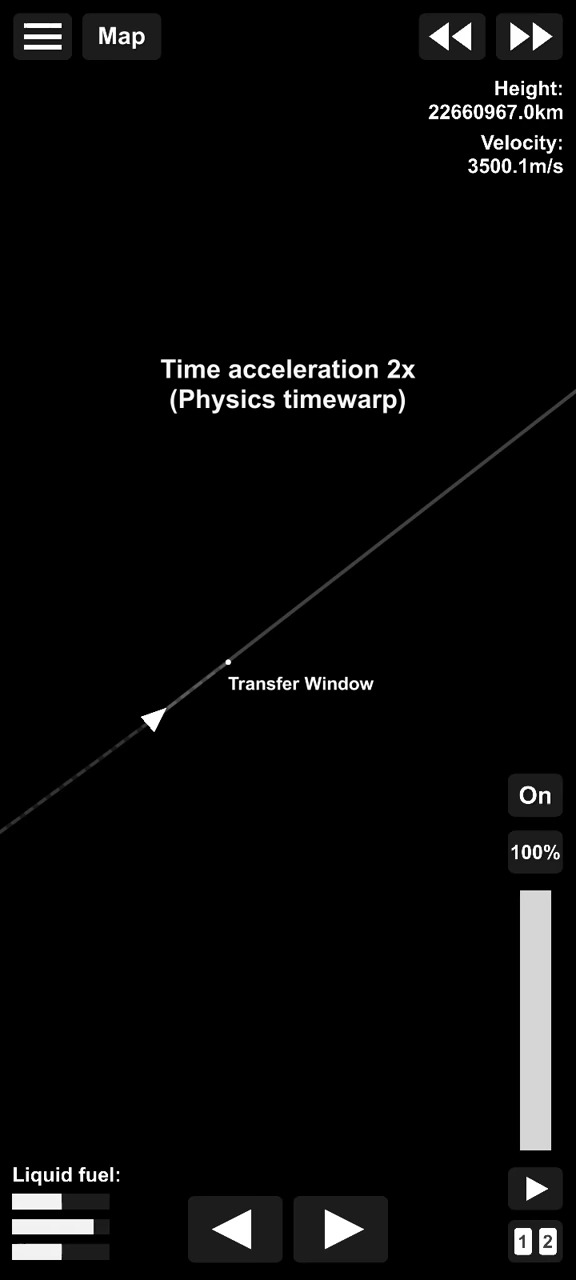 Map
Height:
22660967.0km
Velocity:
3500.1m/s
Time acceleration 2x
(Physics timewarp)
Transfer Window
On
100%
Liquid fuel:
1 2